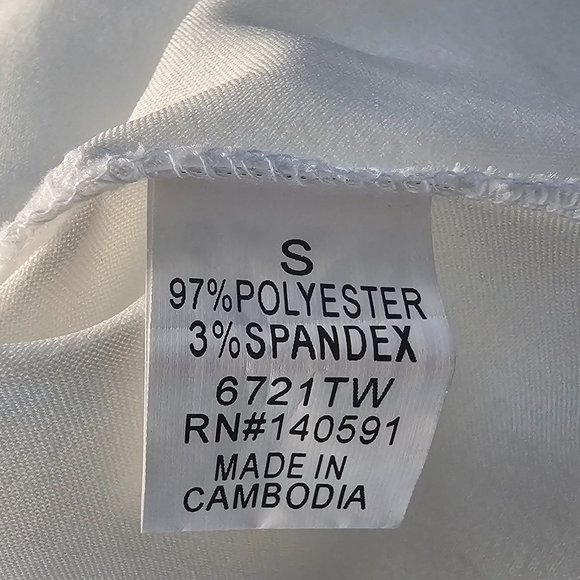 S
97%POLYESTER
3%SPANDEX
6721TW
RN#140591
MADE IN
CAMBODIA